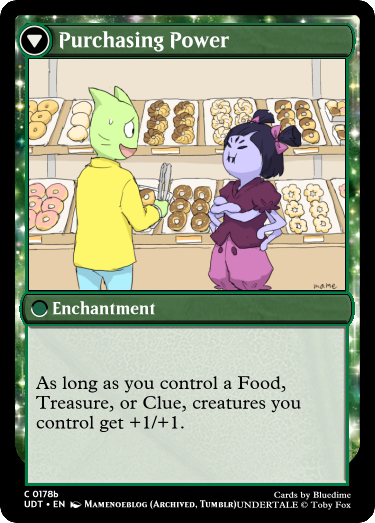 Purchasing Power
mame
Enchantment
As long as you control a Food,
Treasure, or Clue, creatures you
control get +1/+1.
C 0178b
Cards by Bluedime
UDT • EN Mamenoeblog (Archived, Tumblr)UNDERTALE © Toby Fox